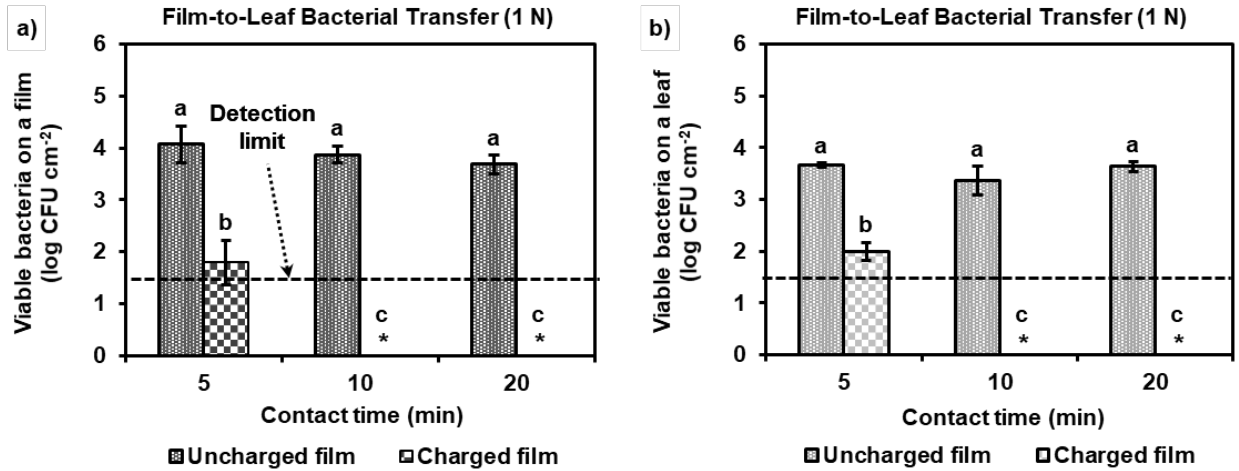 a)
Film-to-Leaf Bacterial Transfer (1 N)
Viable bacteria on a film
(log CFU cm-2)
6
5
4
3
2
1
0
a
b
Detection
limit
a
c
*
a
c
*
5
10
20
Contact time (min)
Uncharged film
Charged film
b)
Film-to-Leaf Bacterial Transfer (1 N)
Viable bacteria on a leaf
(log CFU cm-2)
6
5
4
3
2
1
0
a
b
a
c
*
a
c
*
5
10
20
Contact time (min)
Uncharged film
Charged film